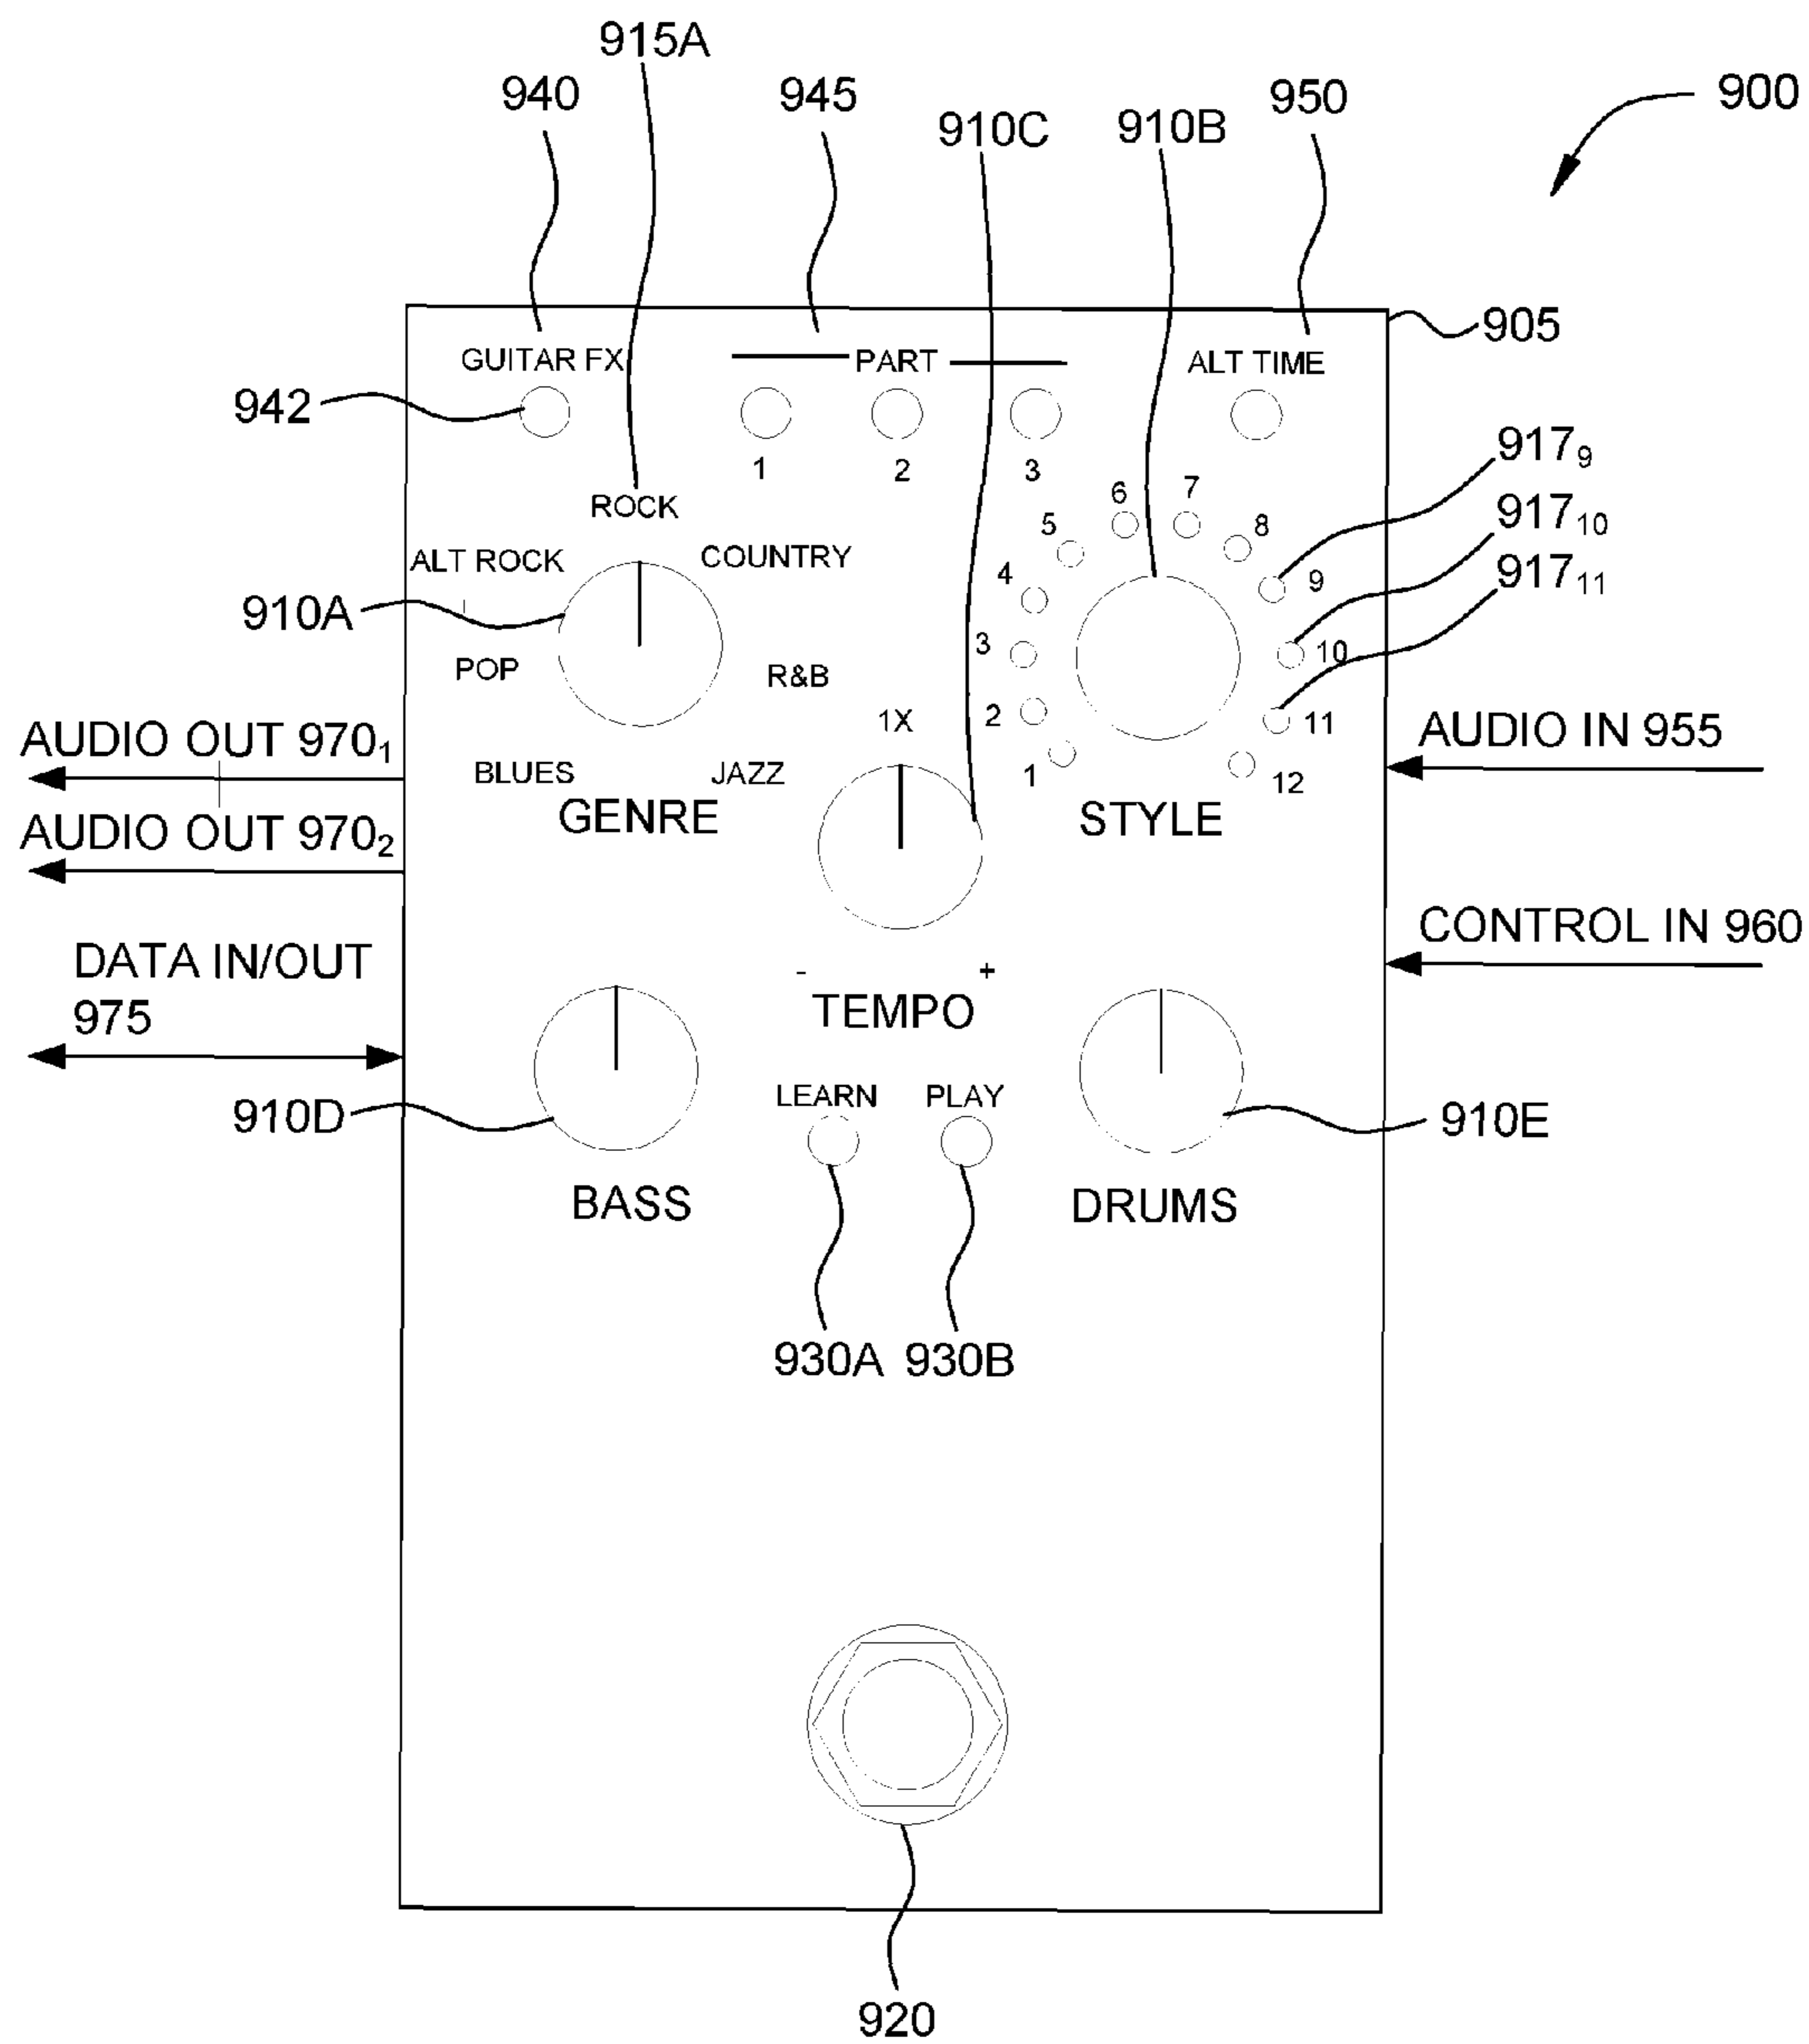 915A
940
945
950
900
910C
910B
905
GUITAR FX
PART
ALT TIME
942
1
2
3
917₉
917₁₀
917₁₁
ROCK
ALT ROCK
COUNTRY
910A
POP
R&B
BLUES
JAZZ
GENRE
1X
1
2
3
4
5
6
7
8
9
10
11
12
STYLE
AUDIO OUT 970₁
AUDIO OUT 970₂
AUDIO IN 955
CONTROL IN 960
DATA IN/OUT
975
- +
TEMPO
LEARN PLAY
910D
910E
BASS
DRUMS
930A 930B
920